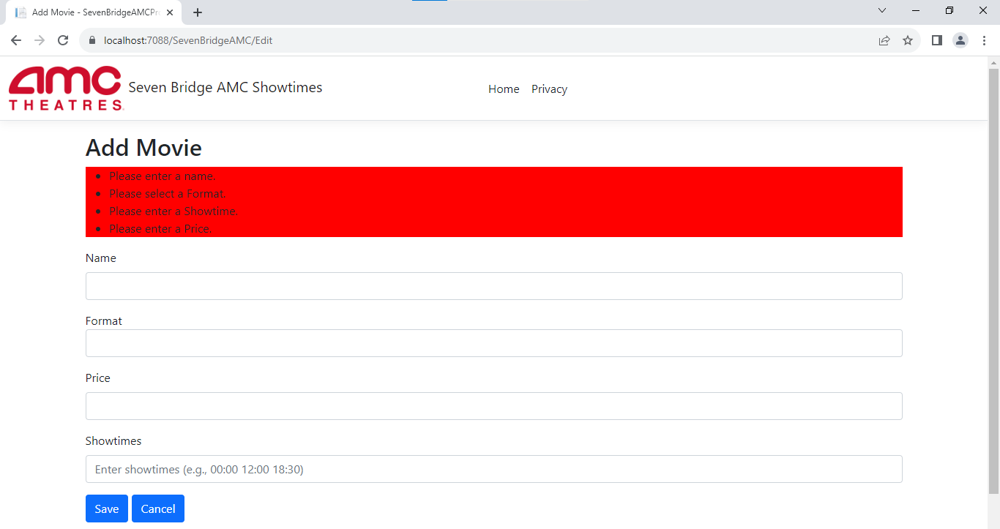 Add Movie - SevenBridgeAMCPr
localhost:7088/SevenBridgeAMC/Edit
amc
THEATRES.
Seven Bridge AMC Showtimes
Home Privacy
Add Movie
Please enter a name.
Please select a Format.
Please enter a Showtime.
Please enter a Price.
Name
Format
Price
Showtimes
Enter showtimes (e.g., 00:00 12:00 18:30)
Save Cancel